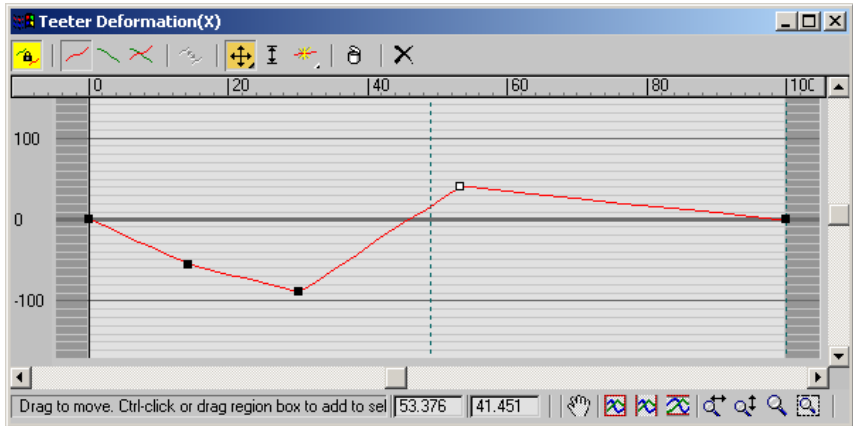 Teeter Deformation(X)
0 20 40 60 80 100
100
0
-100
Drag to move. Ctrl-click or drag region box to add to sel 53.376 41.451